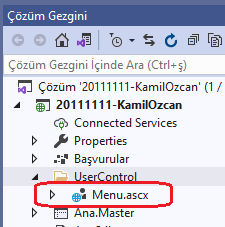 Çözüm Gezgini
Çözüm Gezgini İçinde Ara (Ctrl+ş)
Çözüm '20111111-KamilOzcan' (1 /
20111111-KamilOzcan
Connected Services
Properties
Başvurular
UserControl
Menu.ascx
Ana.Master